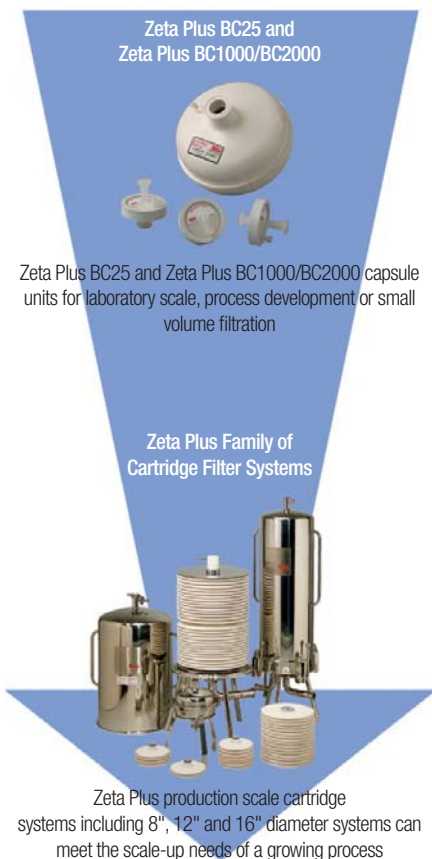 Zeta Plus BC25 and
Zeta Plus BC1000/BC2000
Zeta Plus BC25 and Zeta Plus BC1000/BC2000 capsule
units for laboratory scale, process development or small
volume filtration
Zeta Plus Family of
Cartridge Filter Systems
Zeta Plus production scale cartridge
systems including 8", 12" and 16" diameter systems can
meet the scale-up needs of a growing process